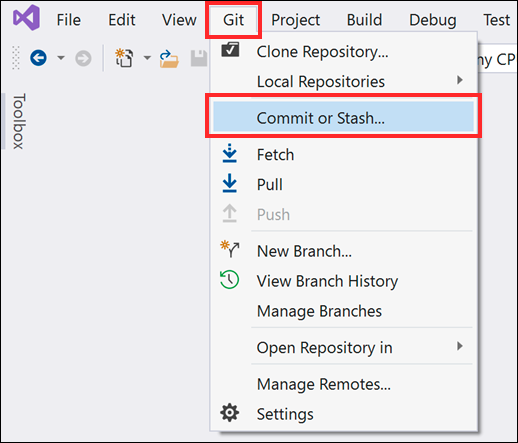 File Edit View Git Project Build Debug Test
Clone Repository...
ny CP
Local Repositories
Toolbox
Commit or Stash...
Fetch
Pull
Push
New Branch...
View Branch History
Manage Branches
Open Repository in
Manage Remotes...
Settings